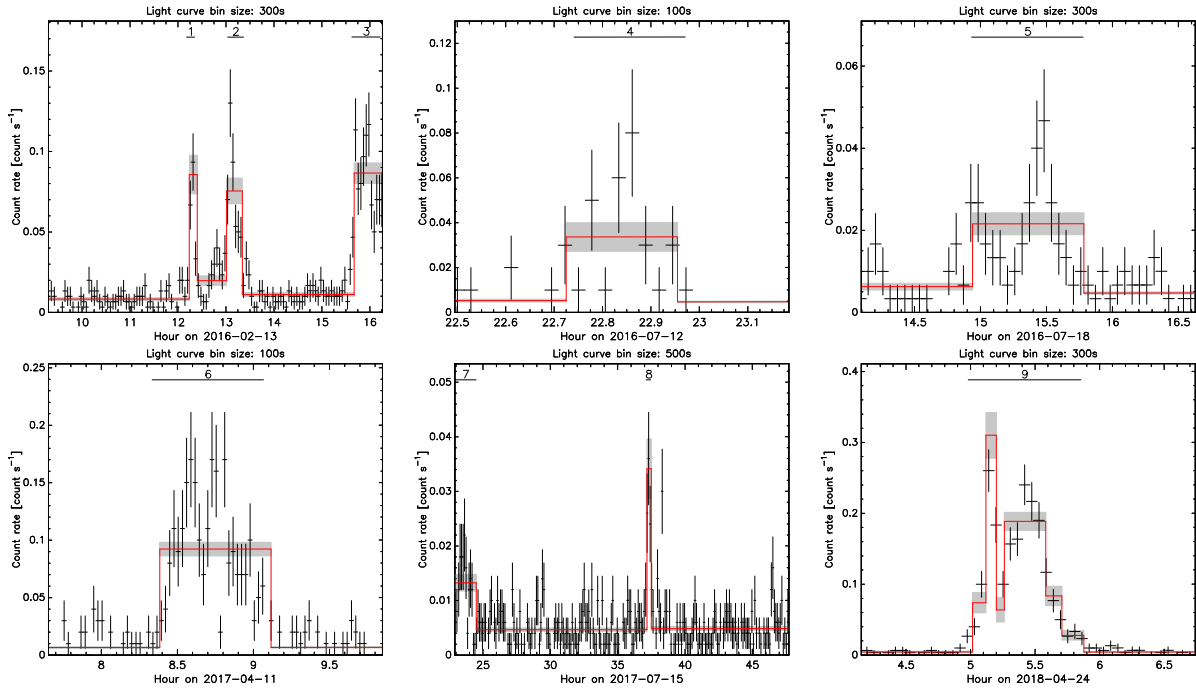 Light curve bin size: 300s
1 2 3
Count rate [count s⁻¹]
0.15
0.1
0.05
0
10 11 12 13 14 15 16
Hour on 2016-02-13
Light curve bin size: 100s
4
Count rate [count s⁻¹]
0.12
0.1
0.08
0.06
0.04
0.02
0
22.5 22.6 22.7 22.8 22.9 23 23.1
Hour on 2016-07-12
Light curve bin size: 300s
5
Count rate [count s⁻¹]
0.06
0.04
0.02
0
14.5 15 15.5 16 16.5
Hour on 2016-07-18
Light curve bin size: 100s
6
Count rate [count s⁻¹]
0.25
0.2
0.15
0.1
0.05
0
8 8.5 9 9.5
Hour on 2017-04-11
Light curve bin size: 500s
7 8
Count rate [count s⁻¹]
0.05
0.04
0.03
0.02
0.01
0
25 30 35 40 45
Hour on 2017-07-15
Light curve bin size: 300s
9
Count rate [count s⁻¹]
0.4
0.3
0.2
0.1
0
4.5 5 5.5 6 6.5
Hour on 2018-04-24